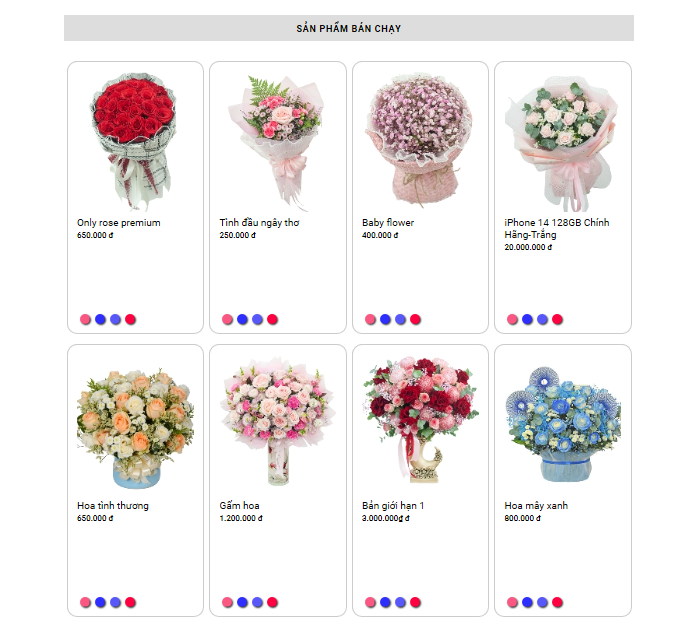 SẢN PHẨM BÁN CHẠY
Only rose premium
650.000 đ
Tình đầu ngây thơ
250.000 đ
Baby flower
400.000 đ
iPhone 14 128GB Chính
Hãng-Trắng
20.000.000 đ
Hoa tình thương
650.000 đ
Gấm hoa
1.200.000 đ
Bản giới hạn 1
3.000.000₫ đ
Hoa mây xanh
800.000 đ